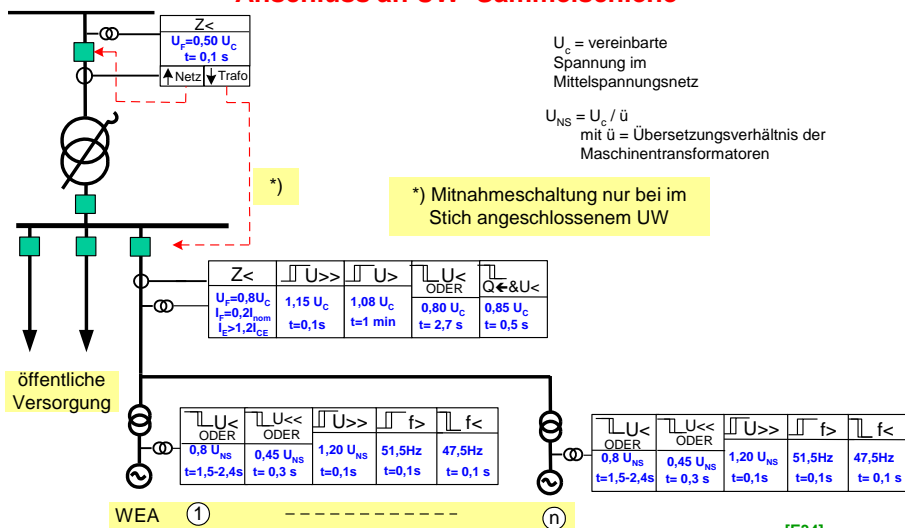 Anschluss an UW- Sammelschiene
Z<
U_F=0,50 U_C
t= 0,1 s
Netz Trafo
U_c = vereinbarte
Spannung im
Mittelspannungsnetz
U_NS = U_c / ü
mit ü = Übersetzungsverhältnis der
Maschinentransformatoren
*)
*) Mitnahmeschaltung nur bei im
Stich angeschlossenem UW
Z< U>> U> U< ODER Q←&U<
U_F=0,8U_C
I_F=0,2I_nom
I_E>1,2I_CE
1,15 U_C
t=0,1s
1,08 U_C
t=1 min
0,80 U_C
t= 2,7 s
0,85 U_C
t= 0,5 s
öffentliche
Versorgung
U< ODER U<< ODER U>> f> f<
0,8 U_NS
t=1,5-2,4s
0,45 U_NS
t= 0,3 s
1,20 U_NS
t=0,1s
51,5Hz
t=0,1s
47,5Hz
t= 0,1 s
U< ODER U<< ODER U>> f> f<
0,8 U_NS
t=1,5-2,4s
0,45 U_NS
t= 0,3 s
1,20 U_NS
t=0,1s
51,5Hz
t=0,1s
47,5Hz
t= 0,1 s
WEA 1 n